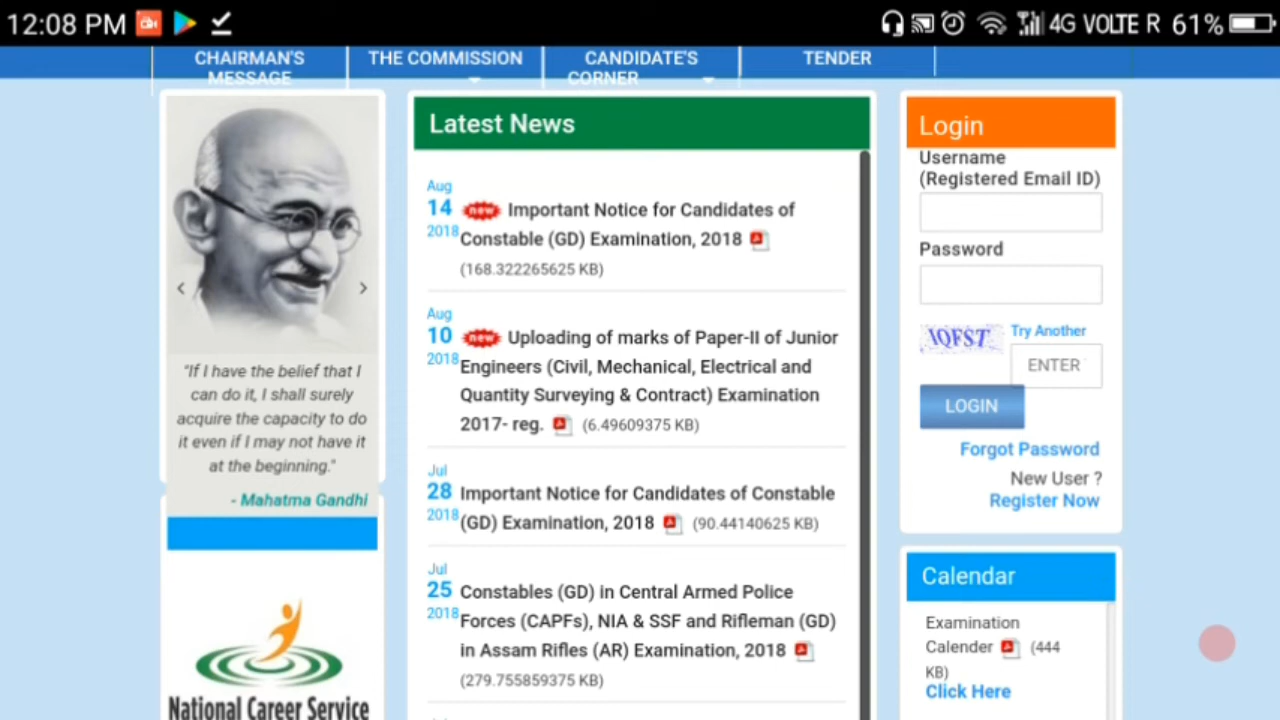 12:08 PM
4G VOLTE R 61%
CHAIRMAN'S
MESSAGE
THE COMMISSION
CANDIDATE'S
CORNER
TENDER
"If I have the belief that I
can do it, I shall surely
acquire the capacity to do
it even if I may not have it
at the beginning."
- Mahatma Gandhi
National Career Service
Latest News
Aug
14
2018
new Important Notice for Candidates of
Constable (GD) Examination, 2018
(168.322265625 KB)
Aug
10
2018
new Uploading of marks of Paper-II of Junior
Engineers (Civil, Mechanical, Electrical and
Quantity Surveying & Contract) Examination
2017- reg. (6.49609375 KB)
Jul
28
2018
Important Notice for Candidates of Constable
(GD) Examination, 2018 (90.44140625 KB)
Jul
25
2018
Constables (GD) in Central Armed Police
Forces (CAPFs), NIA & SSF and Rifleman (GD)
in Assam Rifles (AR) Examination, 2018
(279.755859375 KB)
Login
Username
(Registered Email ID)
Password
IQFST
Try Another
ENTER
LOGIN
Forgot Password
New User ?
Register Now
Calendar
Examination
Calender (444
KB)
Click Here